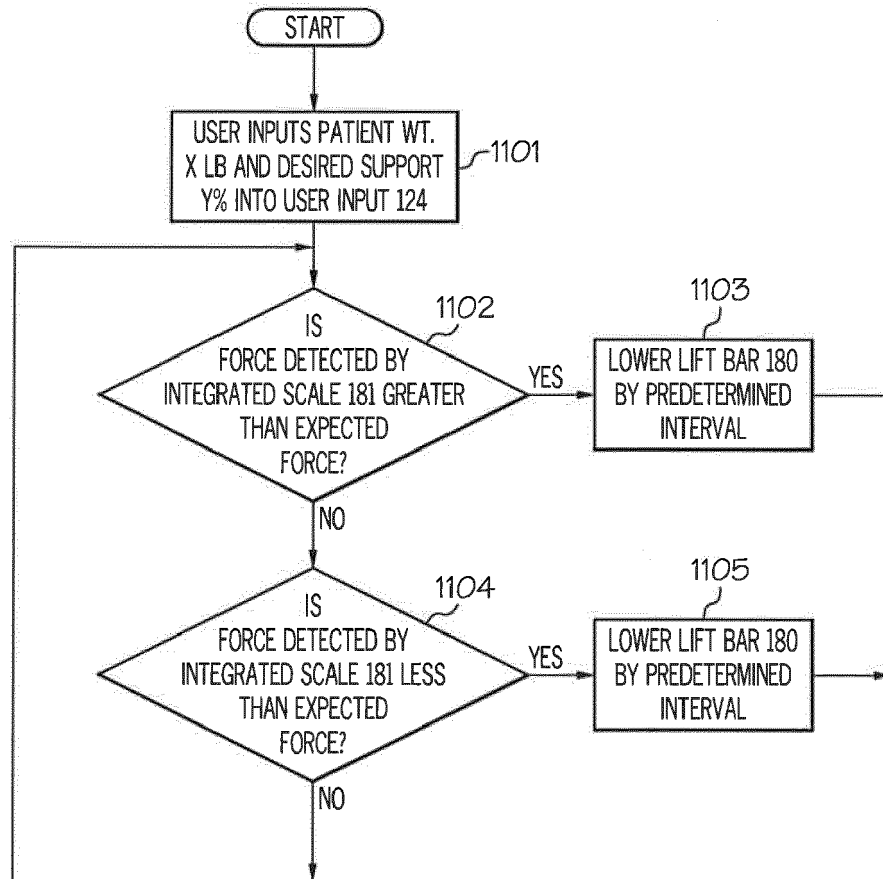 START
USER INPUTS PATIENT WT.
X LB AND DESIRED SUPPORT
Y% INTO USER INPUT 124
1101
IS
FORCE DETECTED BY
INTEGRATED SCALE 181 GREATER
THAN EXPECTED
FORCE?
1102
YES
1103
LOWER LIFT BAR 180
BY PREDETERMINED
INTERVAL
NO
IS
FORCE DETECTED BY
INTEGRATED SCALE 181 LESS
THAN EXPECTED
FORCE?
1104
YES
1105
LOWER LIFT BAR 180
BY PREDETERMINED
INTERVAL
NO